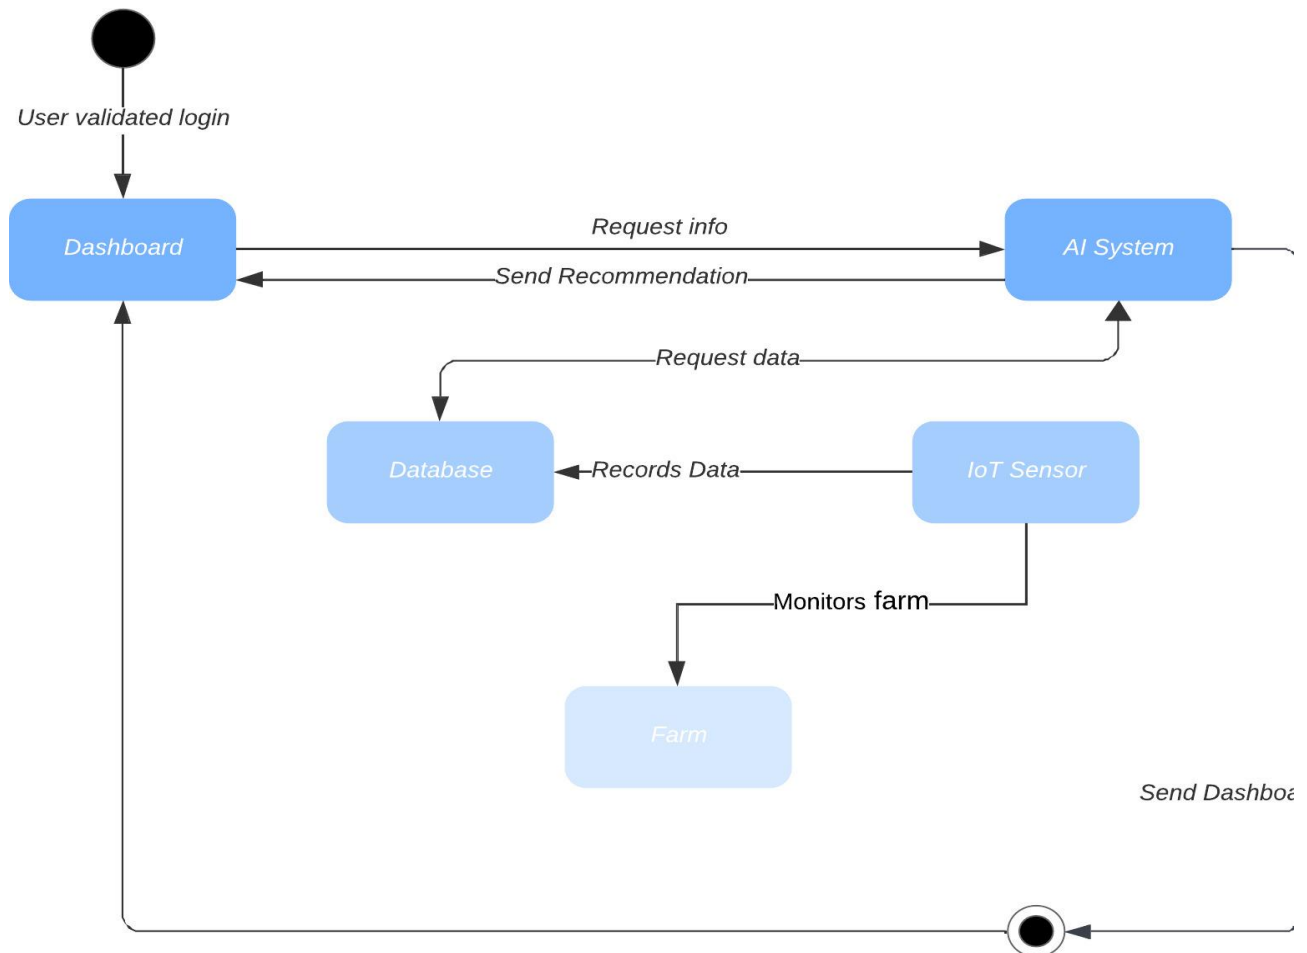 User validated login
Dashboard
Request info
AI System
Send Recommendation
Request data
Database
Records Data
IoT Sensor
Monitors farm
Farm
Send